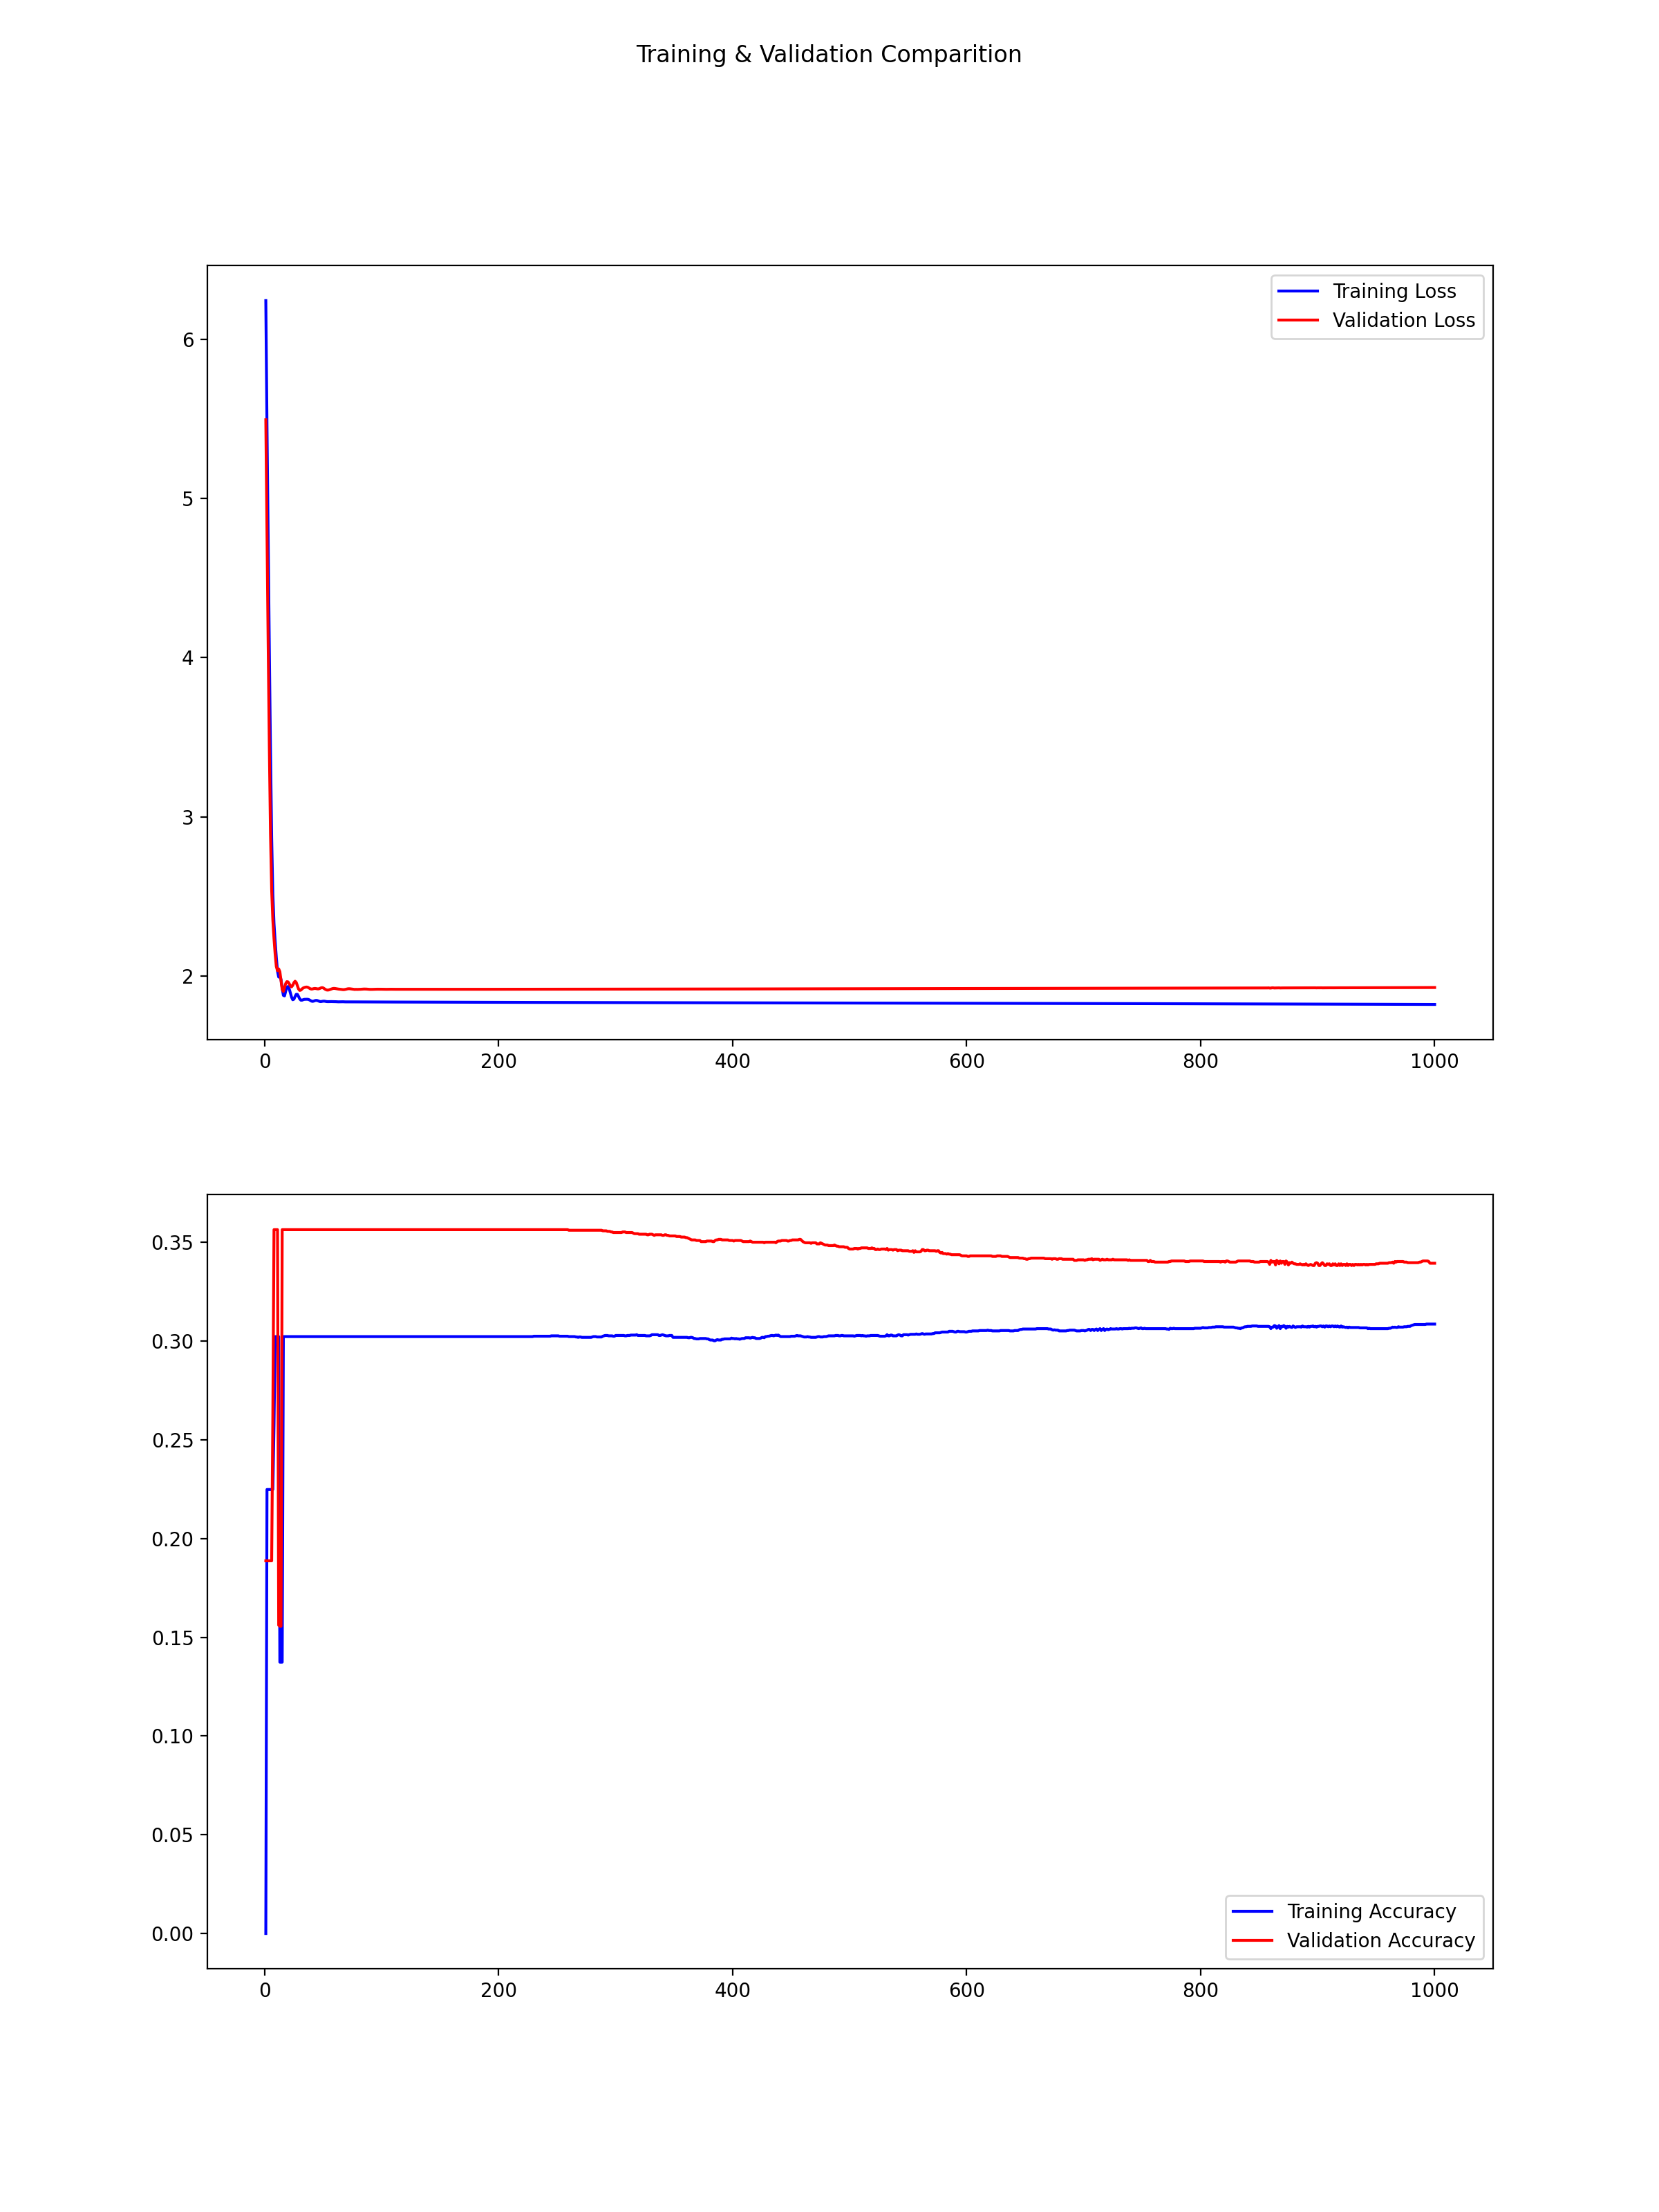 Training & Validation Comparition
Training Loss
Validation Loss
6
5
4
3
2
0 200 400 600 800 1000
0.35
0.30
0.25
0.20
0.15
0.10
0.05
0.00
Training Accuracy
Validation Accuracy
0 200 400 600 800 1000